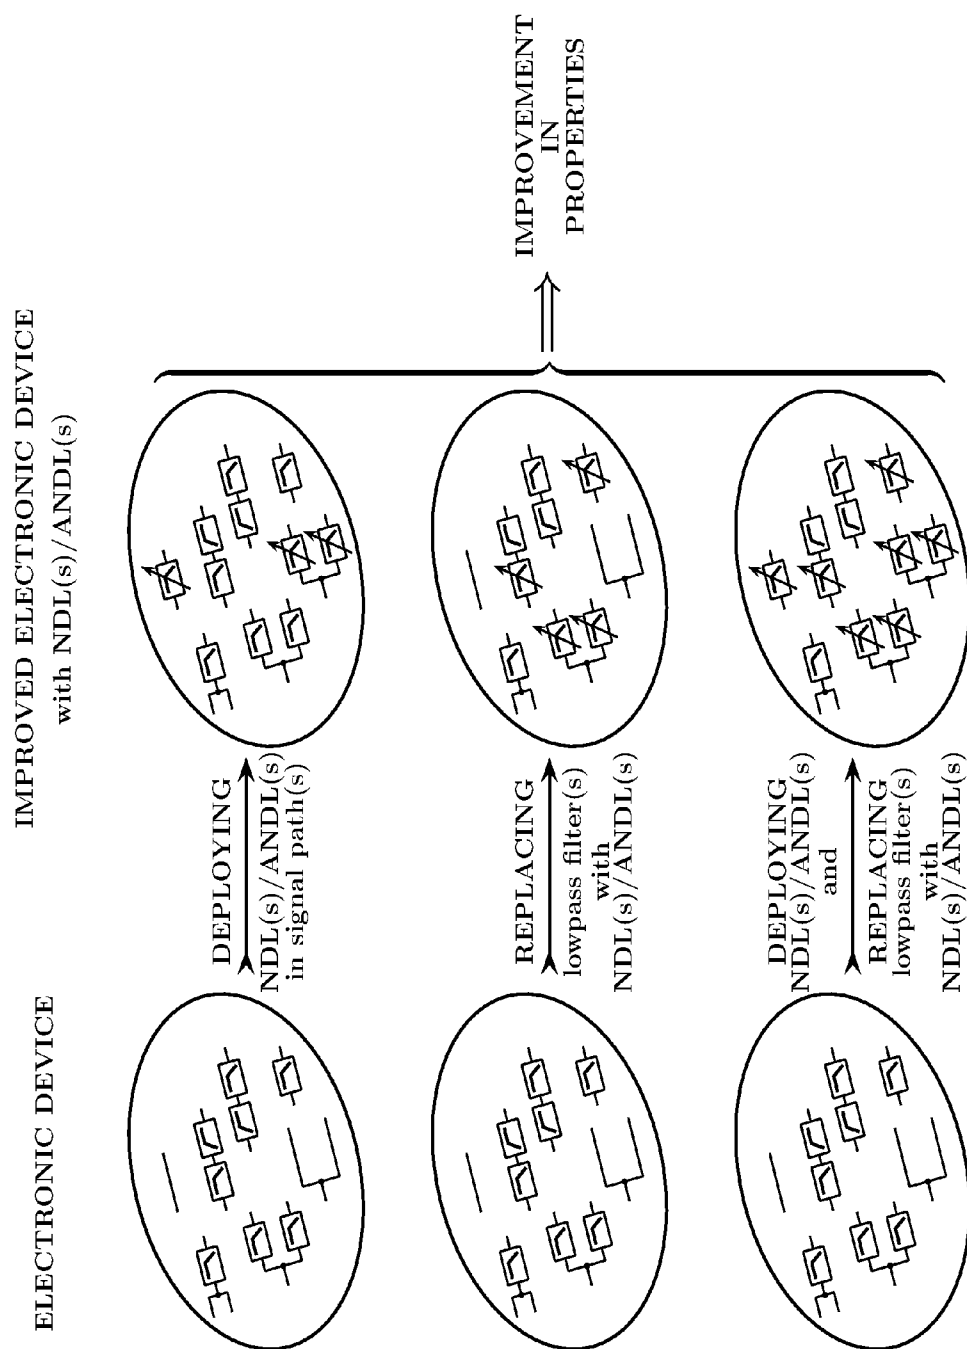 ELECTRONIC DEVICE
IMPROVED ELECTRONIC DEVICE
with NDL(s)/ANDL(s)
DEPLOYING
NDL(s)/ANDL(s)
in signal path(s)
REPLACING
lowpass filter(s)
with
NDL(s)/ANDL(s)
DEPLOYING
NDL(s)/ANDL(s)
and
REPLACING
lowpass filter(s)
with
NDL(s)/ANDL(s)
IMPROVEMENT
IN
PROPERTIES